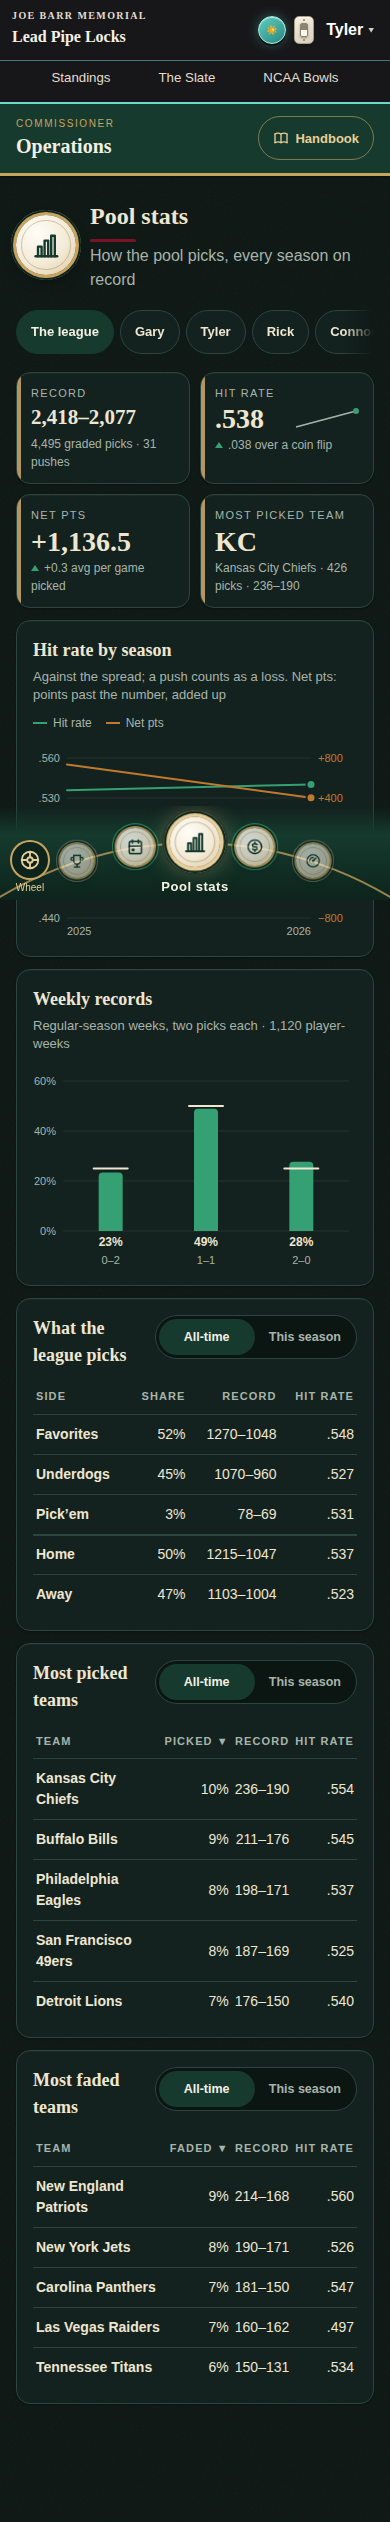 JOE BARR MEMORIAL
Lead Pipe Locks
Tyler ▾
Standings The Slate NCAA Bowls
COMMISSIONER
Operations
Handbook
Pool stats
How the pool picks, every season on
record
The league Gary Tyler Rick Conno
RECORD
2,418–2,077
4,495 graded picks · 31
pushes
HIT RATE
.538
▲ .038 over a coin flip
NET PTS
+1,136.5
▲ +0.3 avg per game
picked
MOST PICKED TEAM
KC
Kansas City Chiefs · 426
picks · 236–190
Hit rate by season
Against the spread; a push counts as a loss. Net pts:
points past the number, added up
Hit rate Net pts
.560 +800
.530 +400
Wheel
Pool stats
.440 −800
2025 2026
Weekly records
Regular-season weeks, two picks each · 1,120 player-
weeks
60%
40%
20%
0%
23% 49% 28%
0–2 1–1 2–0
What the
league picks
All-time This season
SIDE SHARE RECORD HIT RATE
Favorites 52% 1270–1048 .548
Underdogs 45% 1070–960 .527
Pick’em 3% 78–69 .531
Home 50% 1215–1047 .537
Away 47% 1103–1004 .523
Most picked
teams
All-time This season
TEAM PICKED ▼ RECORD HIT RATE
Kansas City
Chiefs 10% 236–190 .554
Buffalo Bills 9% 211–176 .545
Philadelphia
Eagles 8% 198–171 .537
San Francisco
49ers 8% 187–169 .525
Detroit Lions 7% 176–150 .540
Most faded
teams
All-time This season
TEAM FADED ▼ RECORD HIT RATE
New England
Patriots 9% 214–168 .560
New York Jets 8% 190–171 .526
Carolina Panthers 7% 181–150 .547
Las Vegas Raiders 7% 160–162 .497
Tennessee Titans 6% 150–131 .534